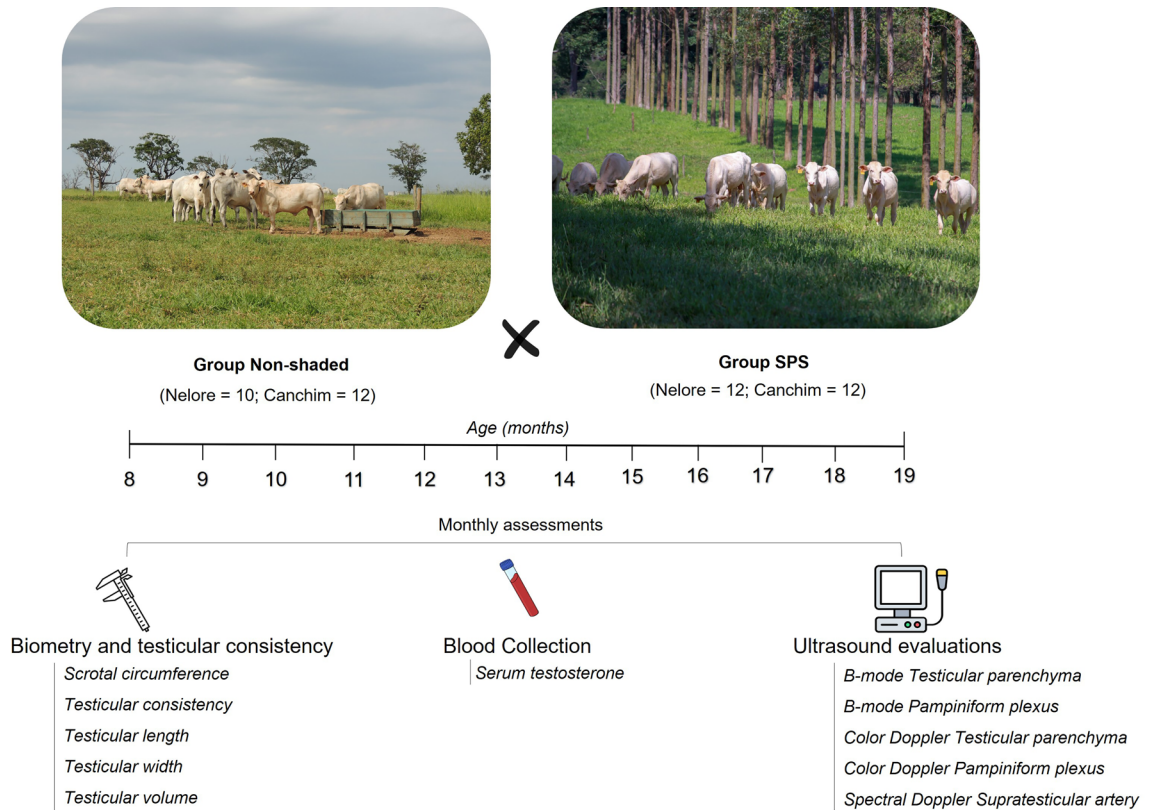 Group Non-shaded
(Nelore = 10; Canchim = 12)
Group SPS
(Nelore = 12; Canchim = 12)
Age (months)
8 9 10 11 12 13 14 15 16 17 18 19
Monthly assessments
Biometry and testicular consistency
Scrotal circumference
Testicular consistency
Testicular length
Testicular width
Testicular volume
Blood Collection
Serum testosterone
Ultrasound evaluations
B-mode Testicular parenchyma
B-mode Pampiniform plexus
Color Doppler Testicular parenchyma
Color Doppler Pampiniform plexus
Spectral Doppler Supratesticular artery